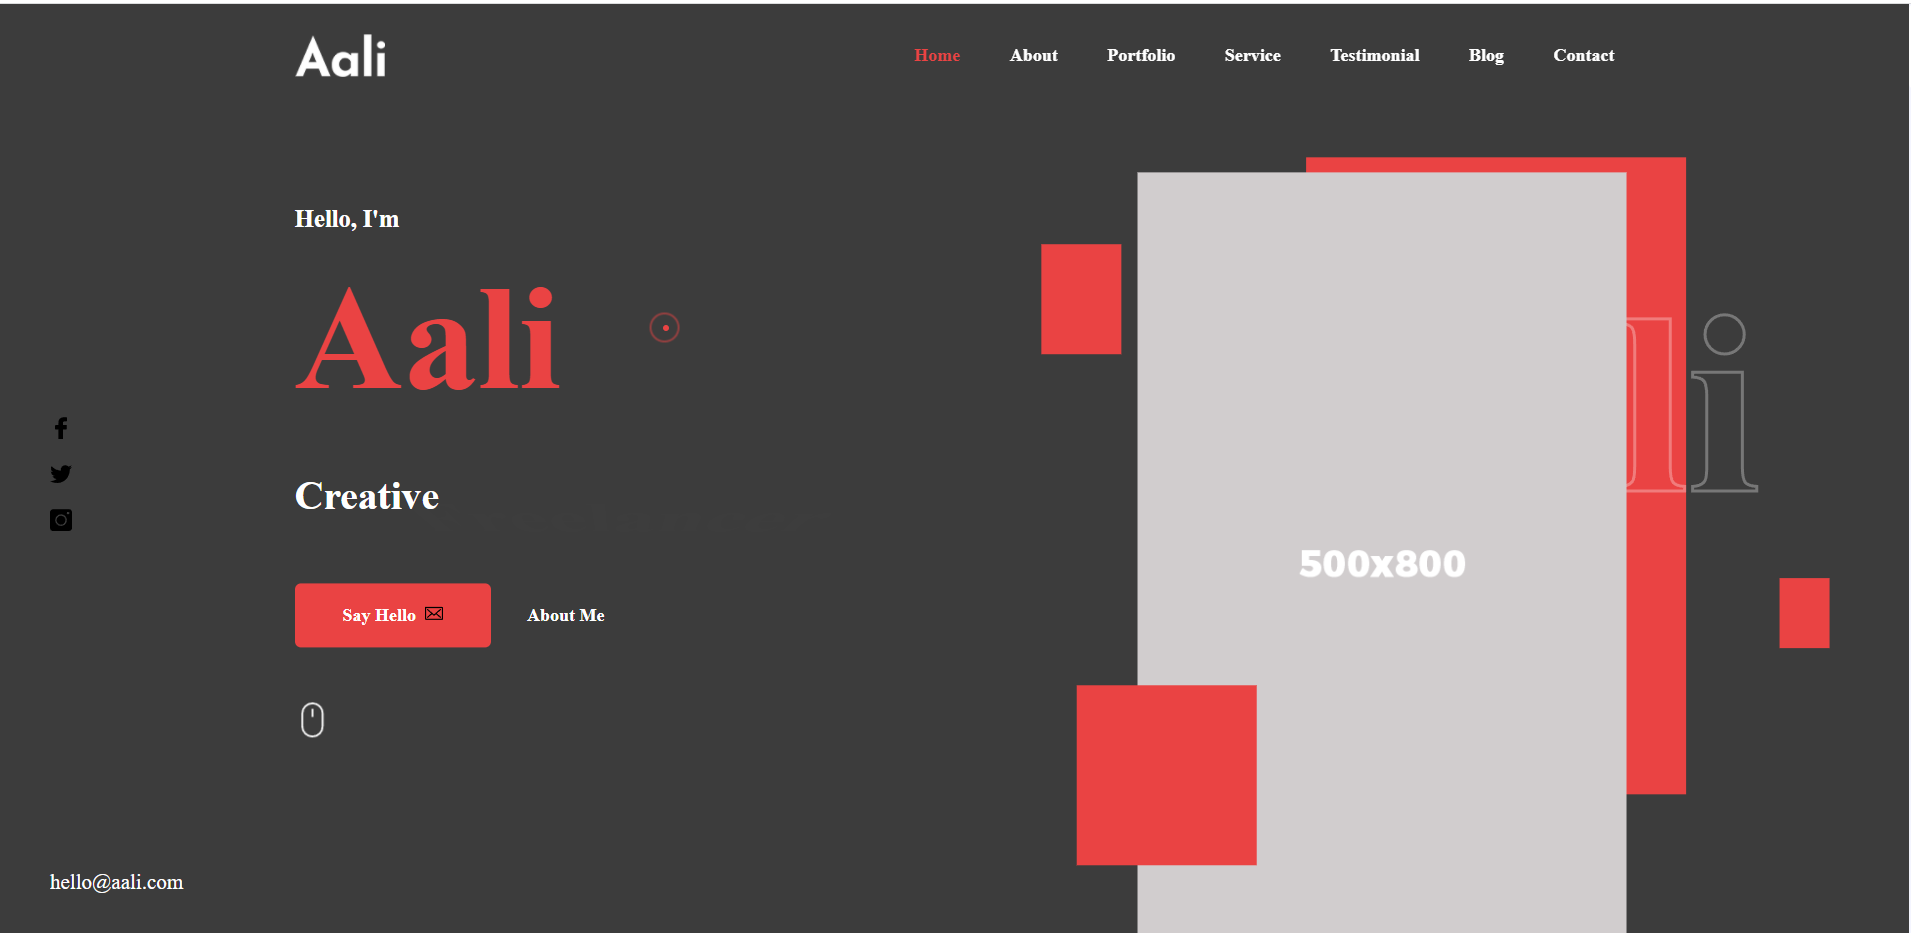 Aali
Home About Portfolio Service Testimonial Blog Contact
Hello, I'm
Aali
li
Creative
500x800
Say Hello About Me
hello@aali.com